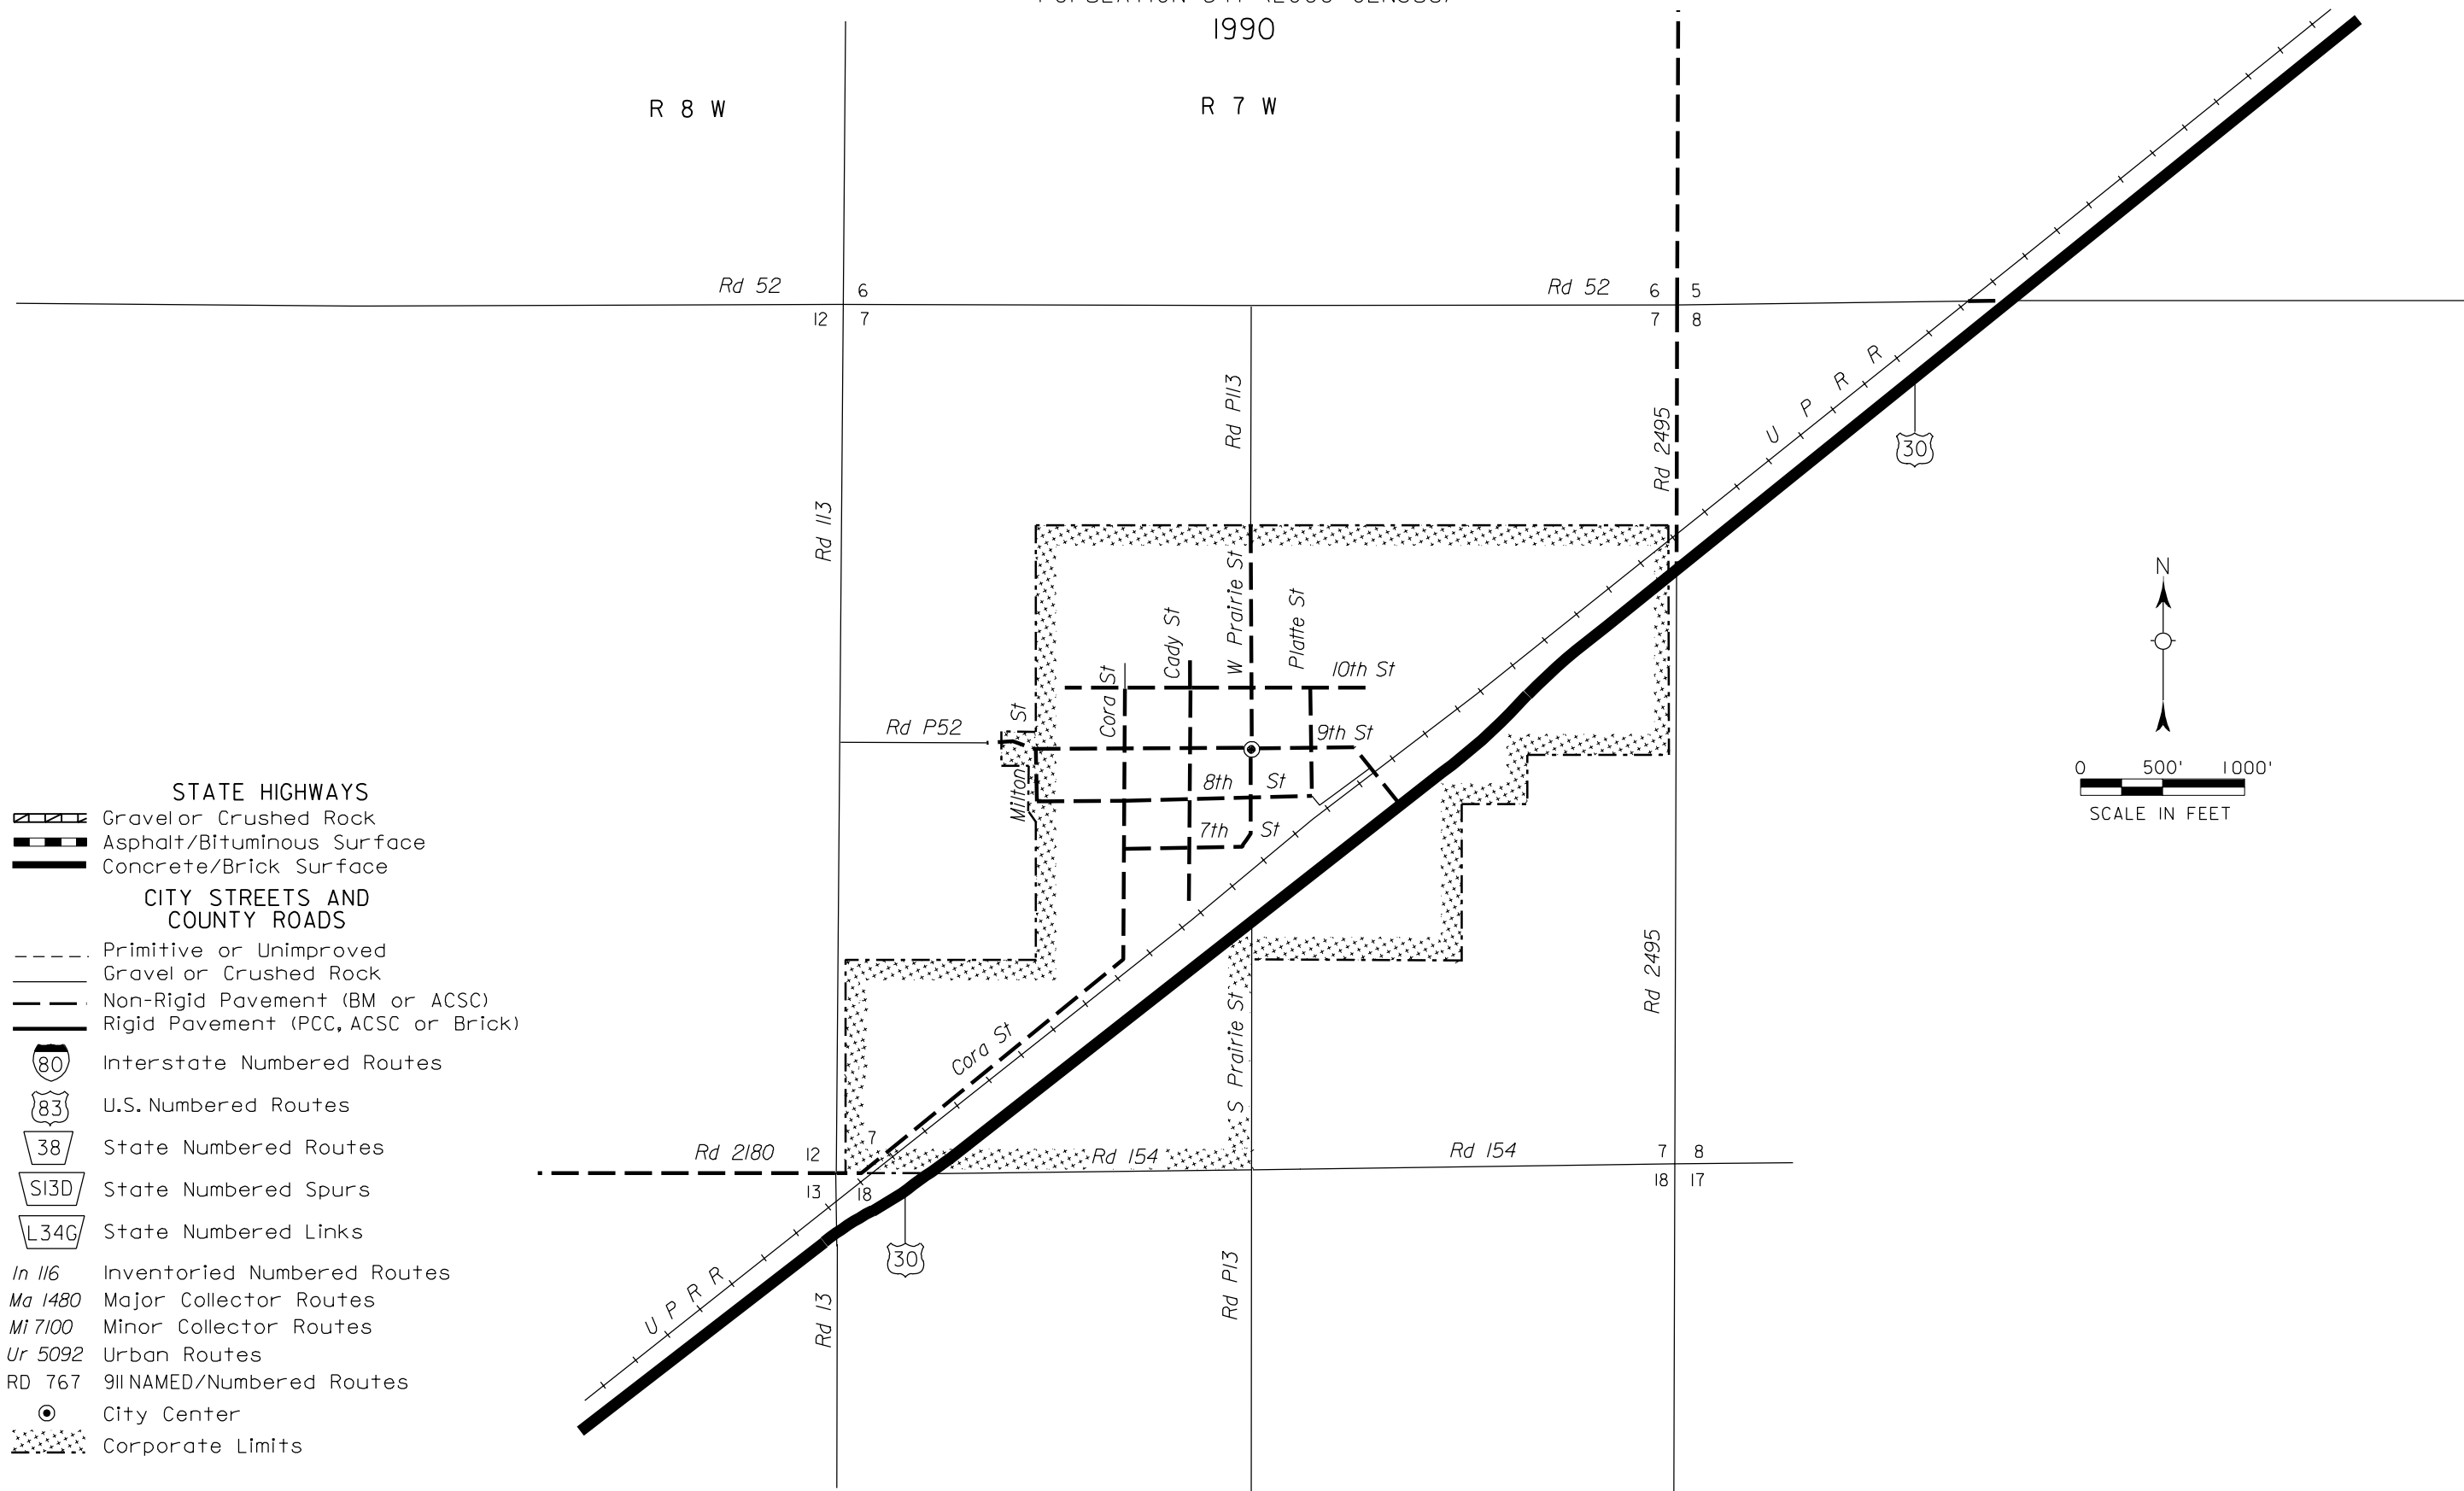 1990
R 8 W
R 7 W
Rd 52
6
Rd 52
6 5
12 7
7 8
Rd P113
Rd 2495
U P R R
30
Rd 113
W Prairie St
Platte St
Cady St
Cora St
10th St
N
Rd P52
Milton St
9th St
8th St
7th St
0 500' 1000'
SCALE IN FEET
STATE HIGHWAYS
Gravel or Crushed Rock
Asphalt/Bituminous Surface
Concrete/Brick Surface
CITY STREETS AND
COUNTY ROADS
Primitive or Unimproved
Gravel or Crushed Rock
Non-Rigid Pavement (BM or ACSC)
Rigid Pavement (PCC, ACSC or Brick)
80 Interstate Numbered Routes
83 U.S. Numbered Routes
38 State Numbered Routes
S13D State Numbered Spurs
L34G State Numbered Links
In 116 Inventoried Numbered Routes
Ma 1480 Major Collector Routes
Mi 7100 Minor Collector Routes
Ur 5092 Urban Routes
RD 767 911 NAMED/Numbered Routes
City Center
Corporate Limits
Rd 2495
S Prairie St
Cora St
Rd 2180
12 7
Rd 154
Rd 154
7 8
13 18
18 17
30
Rd P13
Rd 13
U P R R